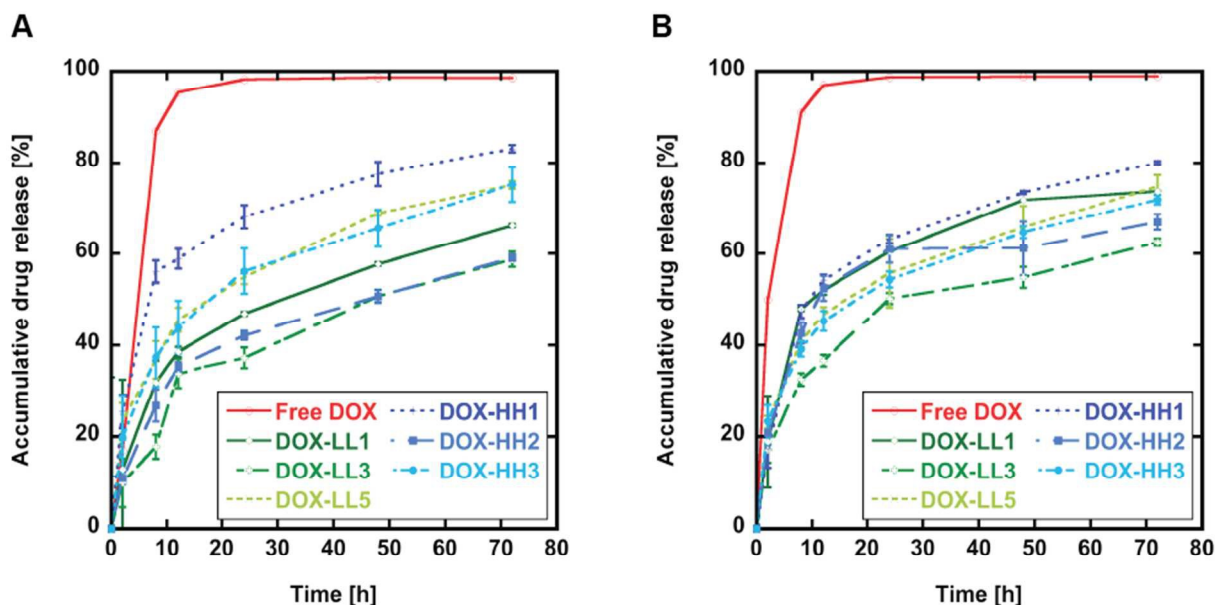 A
Accumulative drug release [%]
100
80
60
40
20
0
Free DOX
DOX-HH1
DOX-LL1
DOX-HH2
DOX-LL3
DOX-HH3
DOX-LL5
0 10 20 30 40 50 60 70 80
Time [h]
B
Accumulative drug release [%]
100
80
60
40
20
0
Free DOX
DOX-HH1
DOX-LL1
DOX-HH2
DOX-LL3
DOX-HH3
DOX-LL5
0 10 20 30 40 50 60 70 80
Time [h]